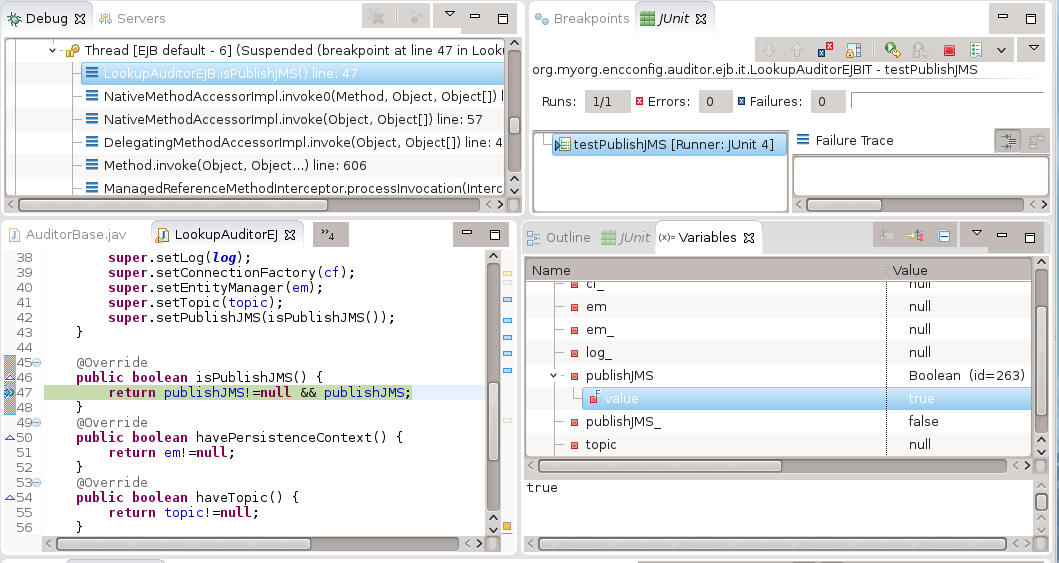 Debug
Servers
Thread [EJB default - 6] (Suspended (breakpoint at line 47 in Looku
LookupAuditorEJB.isPublishJMS() line: 47
NativeMethodAccessorImpl.invoke0(Method, Object, Object[]) l
NativeMethodAccessorImpl.invoke(Object, Object[]) line: 57
DelegatingMethodAccessorImpl.invoke(Object, Object[]) line: 4
Method.invoke(Object, Object...) line: 606
ManagedReferenceMethodInterceptor.processInvocation(Interc
Breakpoints
JUnit
org.myorg.encconfig.auditor.ejb.it.LookupAuditorEJBIT - testPublishJMS
Runs: 1/1 Errors: 0 Failures: 0
testPublishJMS [Runner: JUnit 4]
Failure Trace
AuditorBase.jav
LookupAuditorEJ
»4
38 super.setLog(log);
39 super.setConnectionFactory(cf);
40 super.setEntityManager(em);
41 super.setTopic(topic);
42 super.setPublishJMS(isPublishJMS());
43 }
44
45 @Override
46 public boolean isPublishJMS() {
47 return publishJMS!=null && publishJMS;
48 }
49 @Override
50 public boolean havePersistenceContext() {
51 return em!=null;
52 }
53 @Override
54 public boolean haveTopic() {
55 return topic!=null;
56 }
Outline
JUnit
(x)= Variables
Name Value
cf_ null
em null
em_ null
log_ null
publishJMS Boolean (id=263)
F value true
publishJMS_ false
topic null
true